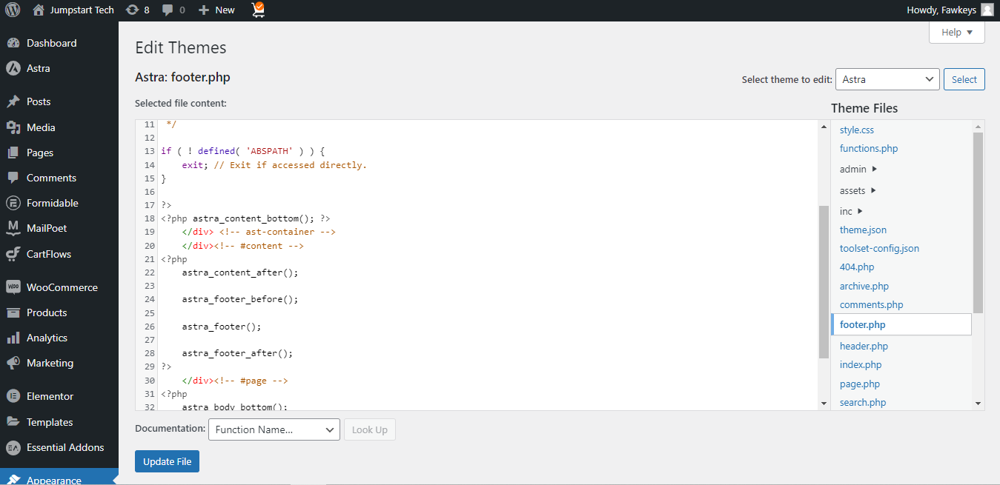 Jumpstart Tech 8 0 New Howdy, Fawkeys
Help
Dashboard
Astra
Posts
Media
Pages
Comments
Formidable
MailPoet
CartFlows
WooCommerce
Products
Analytics
Marketing
Elementor
Templates
Essential Addons
Appearance
Edit Themes
Astra: footer.php
Select theme to edit: Astra Select
Selected file content:
11 */
12
13 if ( ! defined( 'ABSPATH' ) ) {
14 exit; // Exit if accessed directly.
15 }
16
17 ?>
18 <?php astra_content_bottom(); ?>
19 </div> <!-- ast-container -->
20 </div><!-- #content -->
21 <?php
22 astra_content_after();
23
24 astra_footer_before();
25
26 astra_footer();
27
28 astra_footer_after();
29 ?>
30 </div><!-- #page -->
31 <?php
32 astra_body_bottom();
Theme Files
style.css
functions.php
admin
assets
inc
theme.json
toolset-config.json
404.php
archive.php
comments.php
footer.php
header.php
index.php
page.php
search.php
Documentation: Function Name... Look Up
Update File